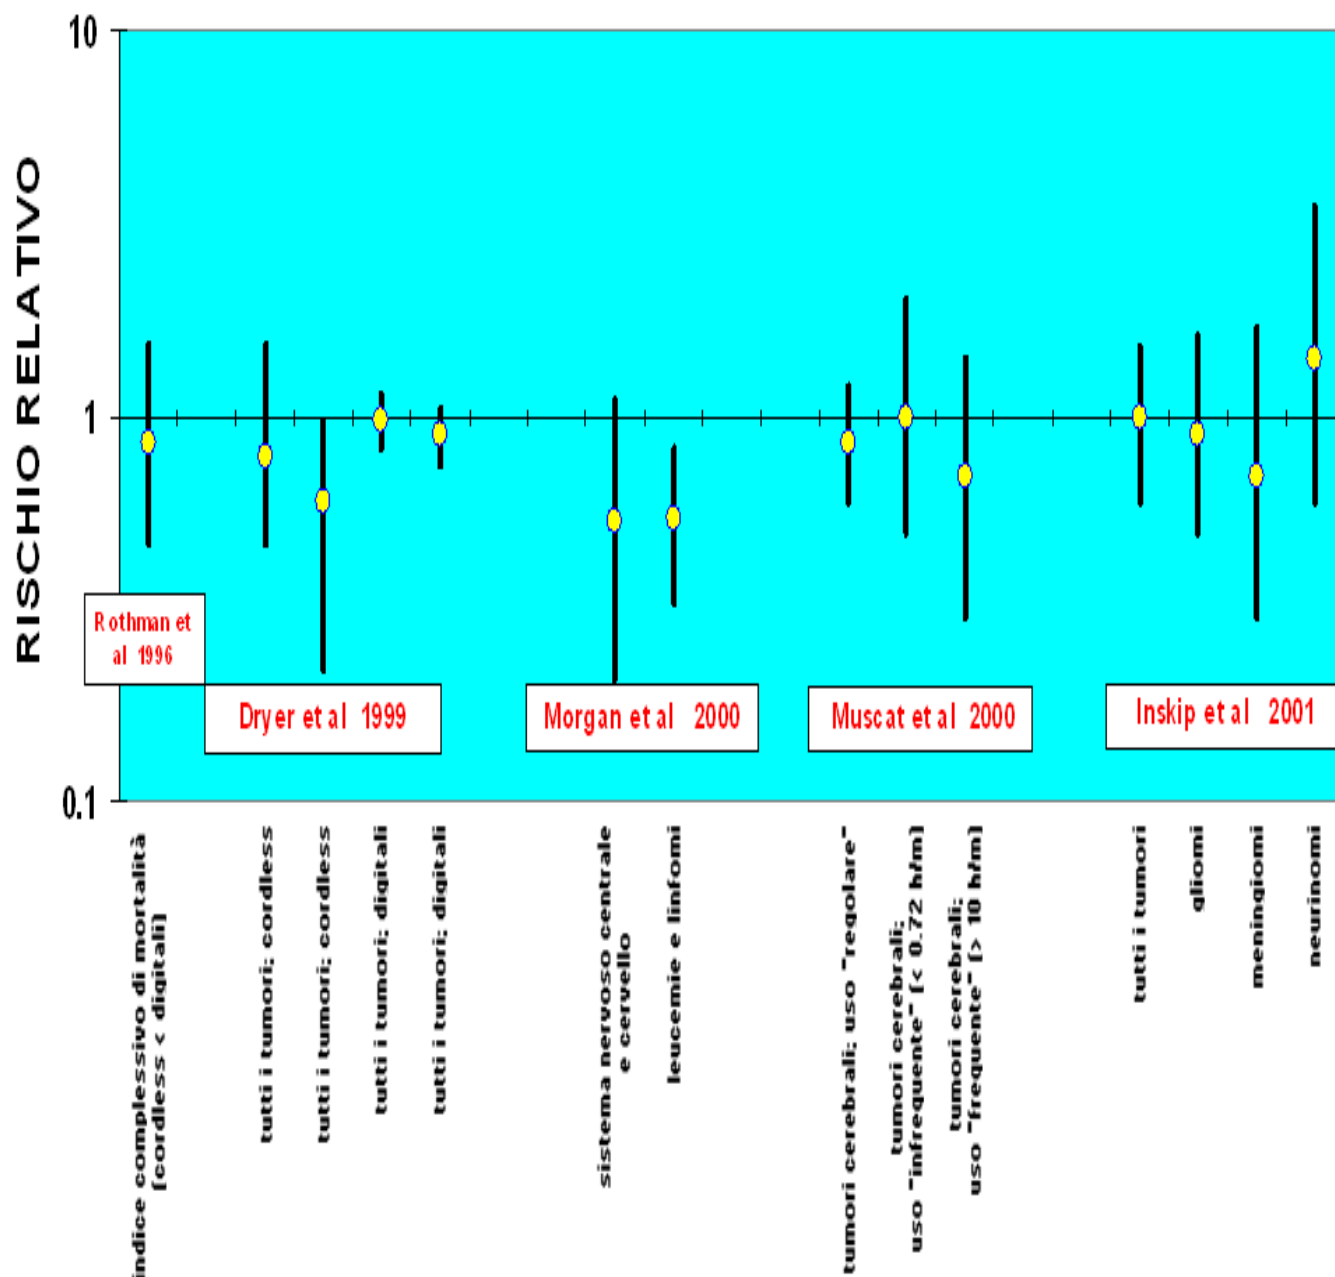 10
RISCHIO RELATIVO
1
0.1
Rothman et
al 1996
Dryer et al 1999
Morgan et al 2000
Muscat et al 2000
Inskip et al 2001
indice complessivo di mortalità
(cordless < digitali)
tutti i tumori; cordless
tutti i tumori; cordless
tutti i tumori; digitali
tutti i tumori; digitali
sistema nervoso centrale
e cervello
leucemie e linfomi
tumori cerebrali; uso "regolare"
tumori cerebrali;
uso "infrequente" (< 0.72 h/m)
tumori cerebrali;
uso "frequente" (> 10 h/m)
tutti i tumori
gliomi
meningiomi
neurinomi